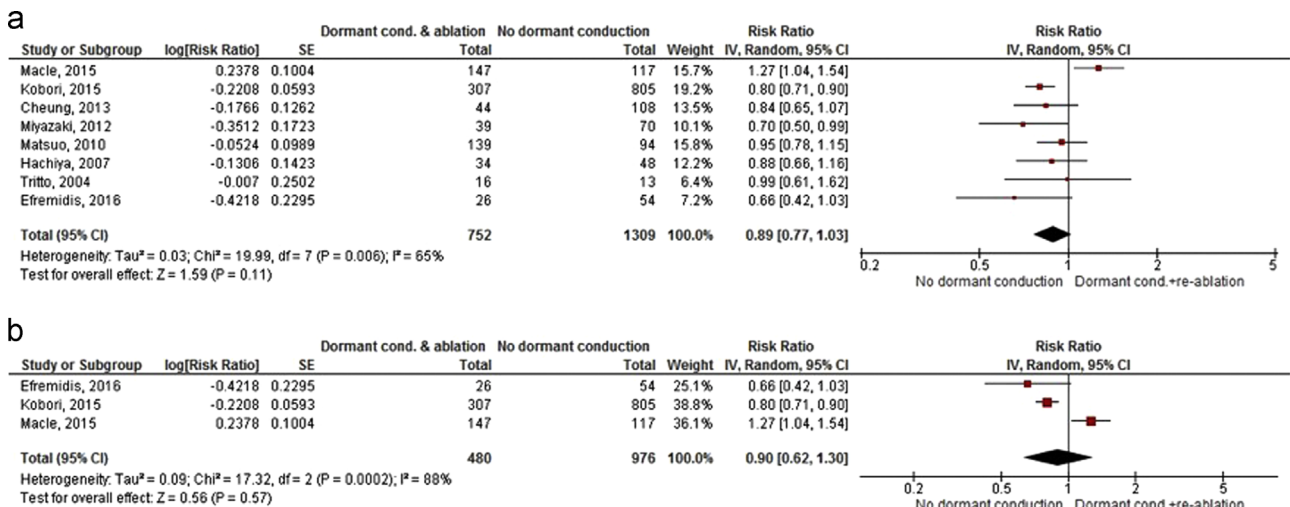 a
Dormant cond. & ablation No dormant conduction Risk Ratio Risk Ratio
Study or Subgroup log[Risk Ratio] SE Total Total Weight IV, Random, 95% CI IV, Random, 95% CI
Macle, 2015 0.2378 0.1004 147 117 15.7% 1.27 [1.04, 1.54]
Kobori, 2015 -0.2208 0.0593 307 805 19.2% 0.80 [0.71, 0.90]
Cheung, 2013 -0.1766 0.1262 44 108 13.5% 0.84 [0.65, 1.07]
Miyazaki, 2012 -0.3512 0.1723 39 70 10.1% 0.70 [0.50, 0.99]
Matsuo, 2010 -0.0524 0.0989 139 94 15.8% 0.95 [0.78, 1.15]
Hachiya, 2007 -0.1306 0.1423 34 48 12.2% 0.88 [0.66, 1.16]
Tritto, 2004 -0.007 0.2502 16 13 6.4% 0.99 [0.61, 1.62]
Efremidis, 2016 -0.4218 0.2295 26 54 7.2% 0.66 [0.42, 1.03]
Total (95% CI) 752 1309 100.0% 0.89 [0.77, 1.03]
Heterogeneity: Tau² = 0.03; Chi² = 19.99, df = 7 (P = 0.006); I² = 65%
Test for overall effect: Z = 1.59 (P = 0.11)
0.2 0.5 1 2 5
No dormant conduction Dormant cond.+re-ablation
b
Dormant cond. & ablation No dormant conduction Risk Ratio Risk Ratio
Study or Subgroup log[Risk Ratio] SE Total Total Weight IV, Random, 95% CI IV, Random, 95% CI
Efremidis, 2016 -0.4218 0.2295 26 54 25.1% 0.66 [0.42, 1.03]
Kobori, 2015 -0.2208 0.0593 307 805 38.8% 0.80 [0.71, 0.90]
Macle, 2015 0.2378 0.1004 147 117 36.1% 1.27 [1.04, 1.54]
Total (95% CI) 480 976 100.0% 0.90 [0.62, 1.30]
Heterogeneity: Tau² = 0.09; Chi² = 17.32, df = 2 (P = 0.0002); I² = 88%
Test for overall effect: Z = 0.56 (P = 0.57)
0.2 0.5 1 2 5
No dormant conduction Dormant cond.+re-ablation